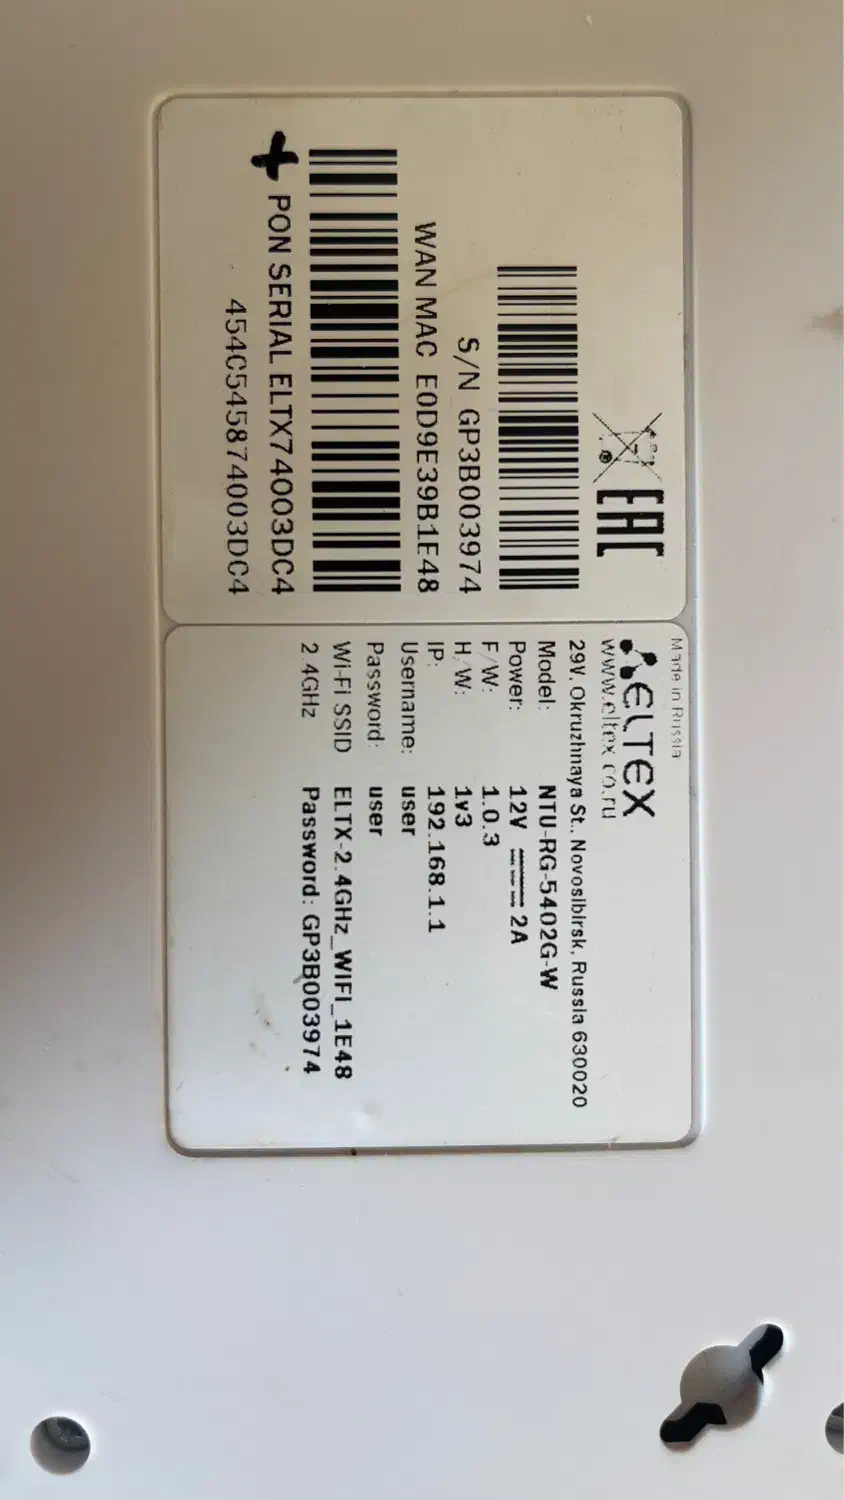 Made in Russia
ELTEX
www.eltex.co.ru
29V, Okruzhnaya St., Novosibirsk, Russia 630020
Model: NTU-RG-5402G-W
Power: 12V 2A
F/W: 1.0.3
H/W: 1v3
IP: 192.168.1.1
Username: user
Password: user
Wi-Fi SSID ELTX-2.4GHz_WIFI_1E48
2.4GHz Password: GP3B003974
EAC
S/N GP3B003974
WAN MAC E0D9E39B1E48
PON SERIAL ELTX74003DC4
454C545874003DC4